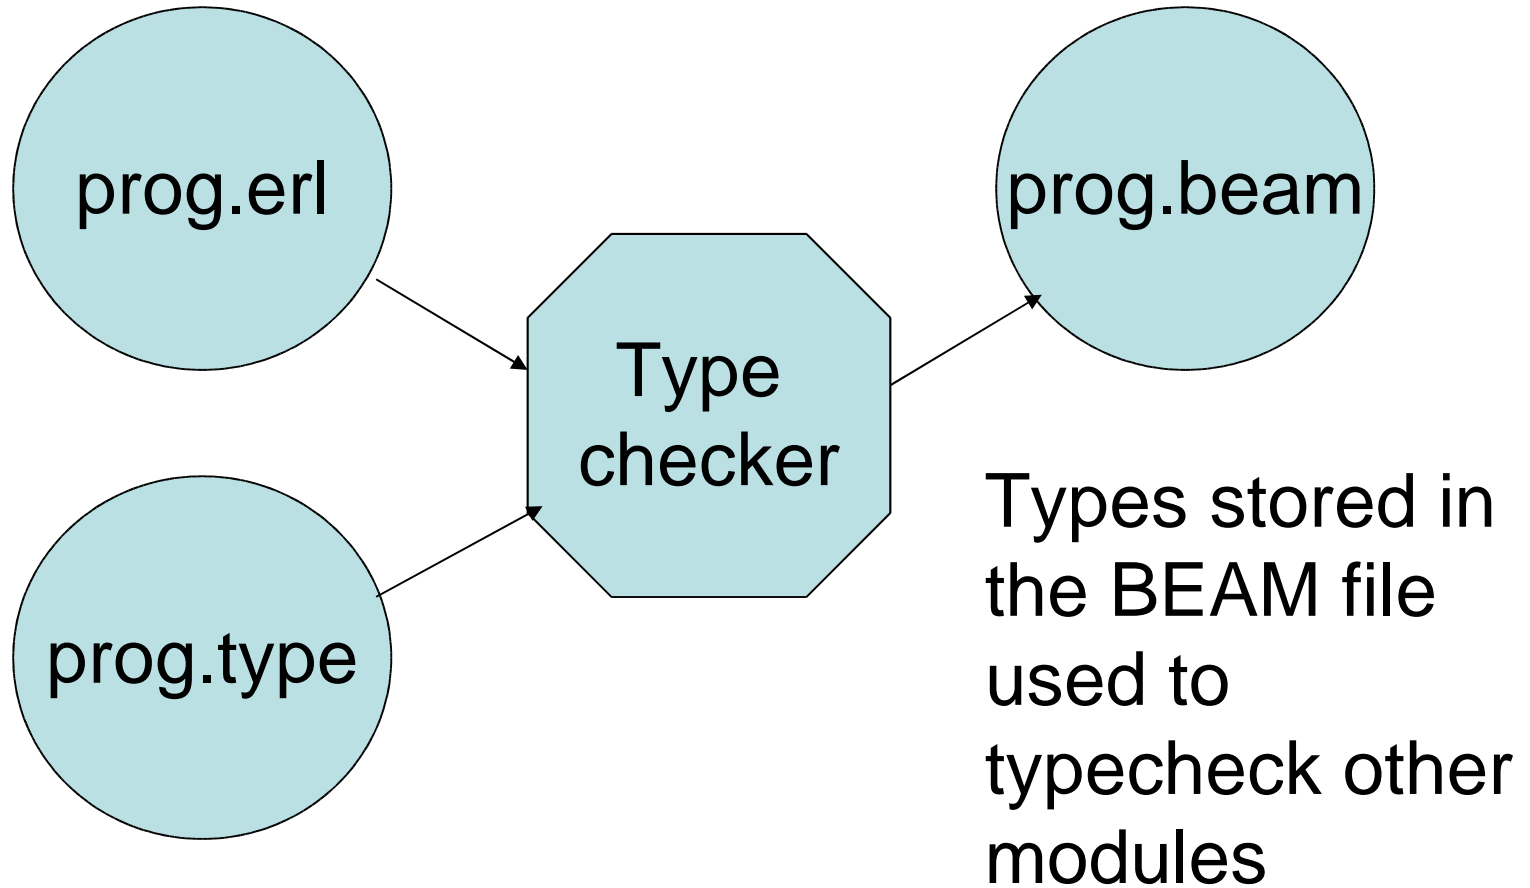 prog.erl
prog.beam
Type
checker
prog.type
Types stored in
the BEAM file
used to
typecheck other
modules